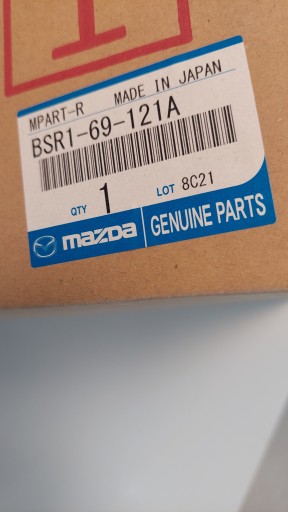 MPART-R MADE IN JAPAN
BSR1-69-121A
QTY 1 LOT 8C21
mazda GENUINE PARTS